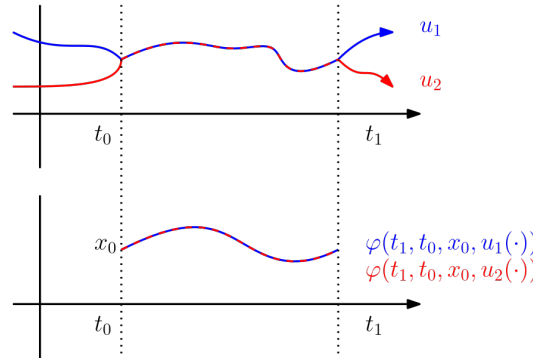 u₁
u₂
t₀ t₁
x₀ φ(t₁, t₀, x₀, u₁(·))
φ(t₁, t₀, x₀, u₂(·))
t₀ t₁